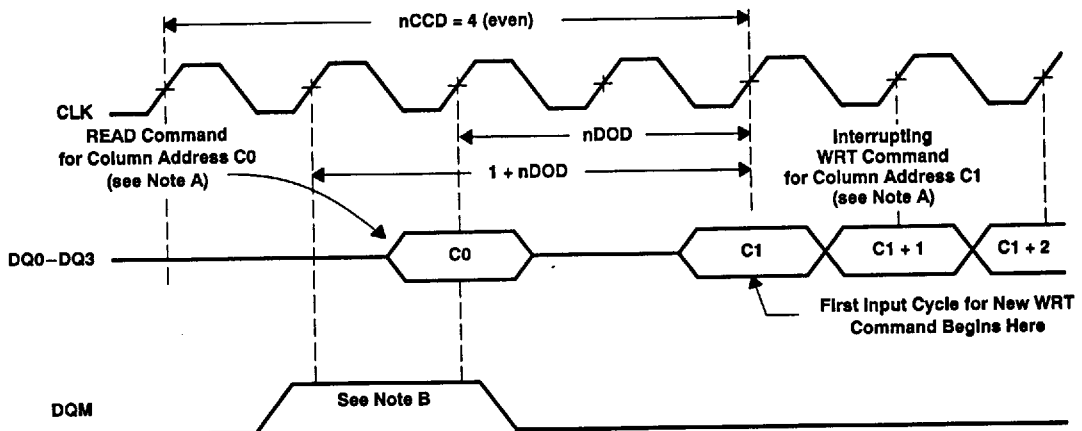 nCCD = 4 (even)
CLK
READ Command
for Column Address C0
(see Note A)
nDOD
1 + nDOD
Interrupting
WRT Command
for Column Address C1
(see Note A)
DQ0–DQ3
C0
C1
C1 + 1
C1 + 2
First Input Cycle for New WRT
Command Begins Here
DQM
See Note B